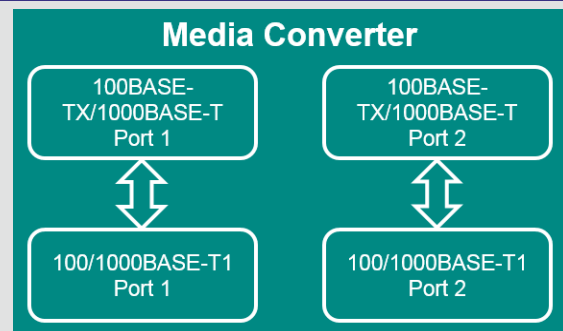 Media Converter
100BASE-
TX/1000BASE-T
Port 1
100BASE-
TX/1000BASE-T
Port 2
100/1000BASE-T1
Port 1
100/1000BASE-T1
Port 2